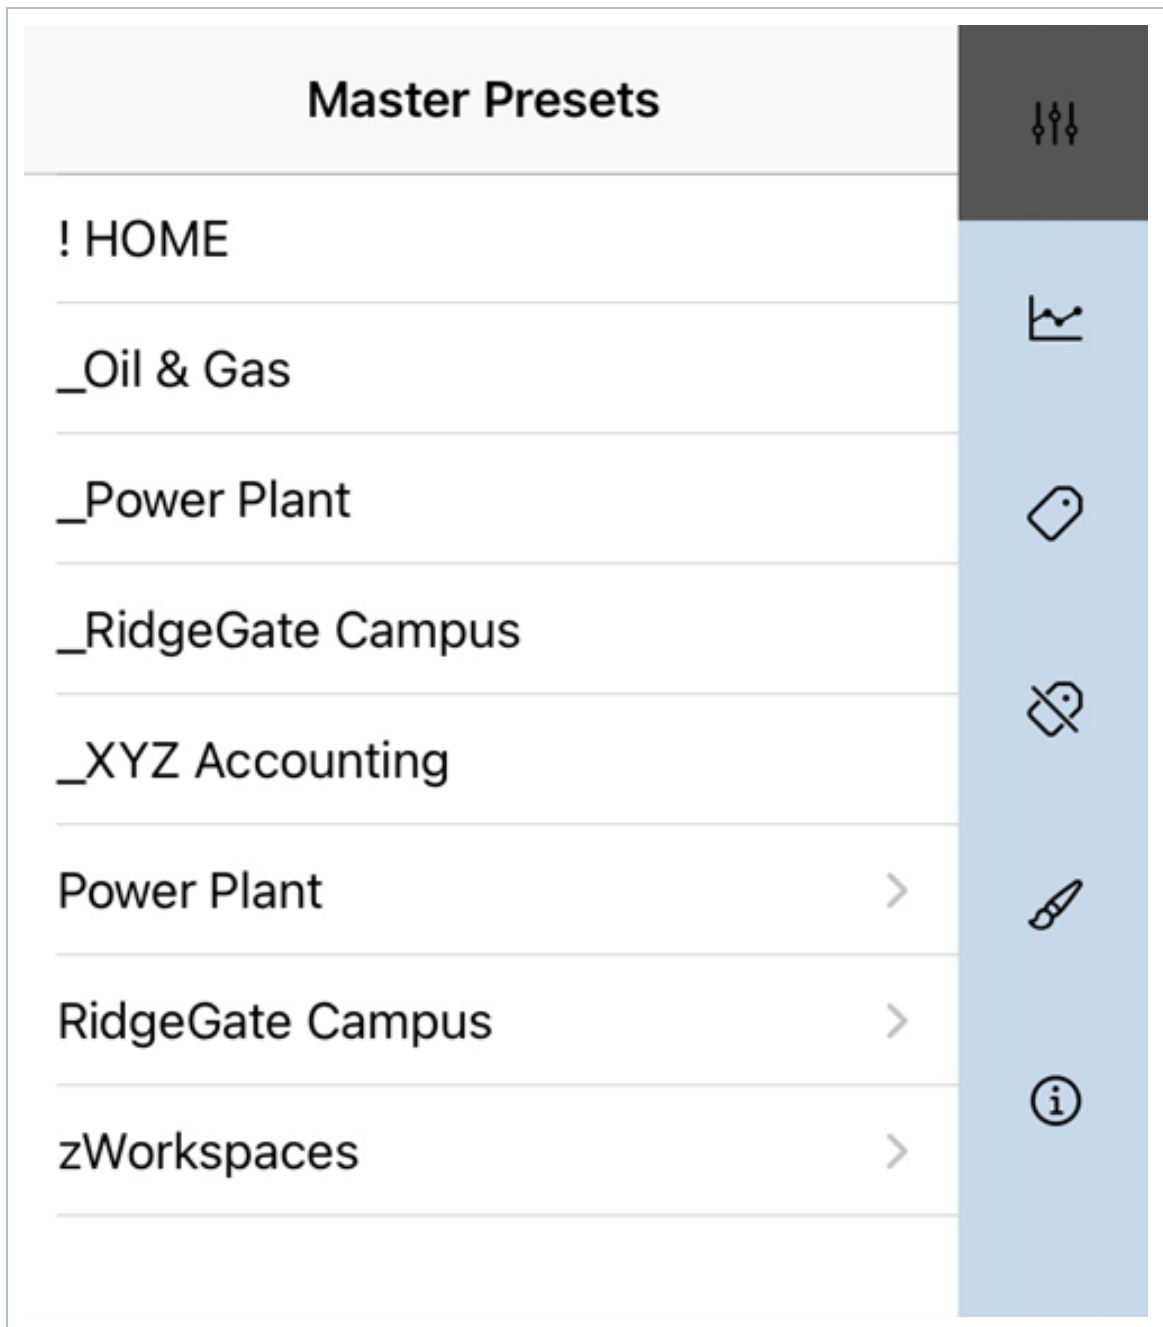 Master Presets
! HOME
_Oil & Gas
_Power Plant
_RidgeGate Campus
_XYZ Accounting
Power Plant
RidgeGate Campus
zWorkspaces